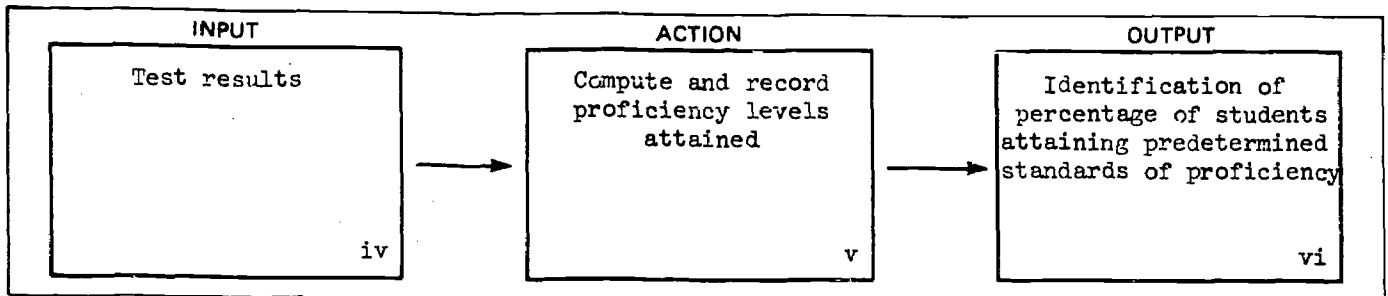 INPUT
Test results
iv
ACTION
Compute and record
proficiency levels
attained
v
OUTPUT
Identification of
percentage of students
attaining predetermined
standards of proficiency
vi